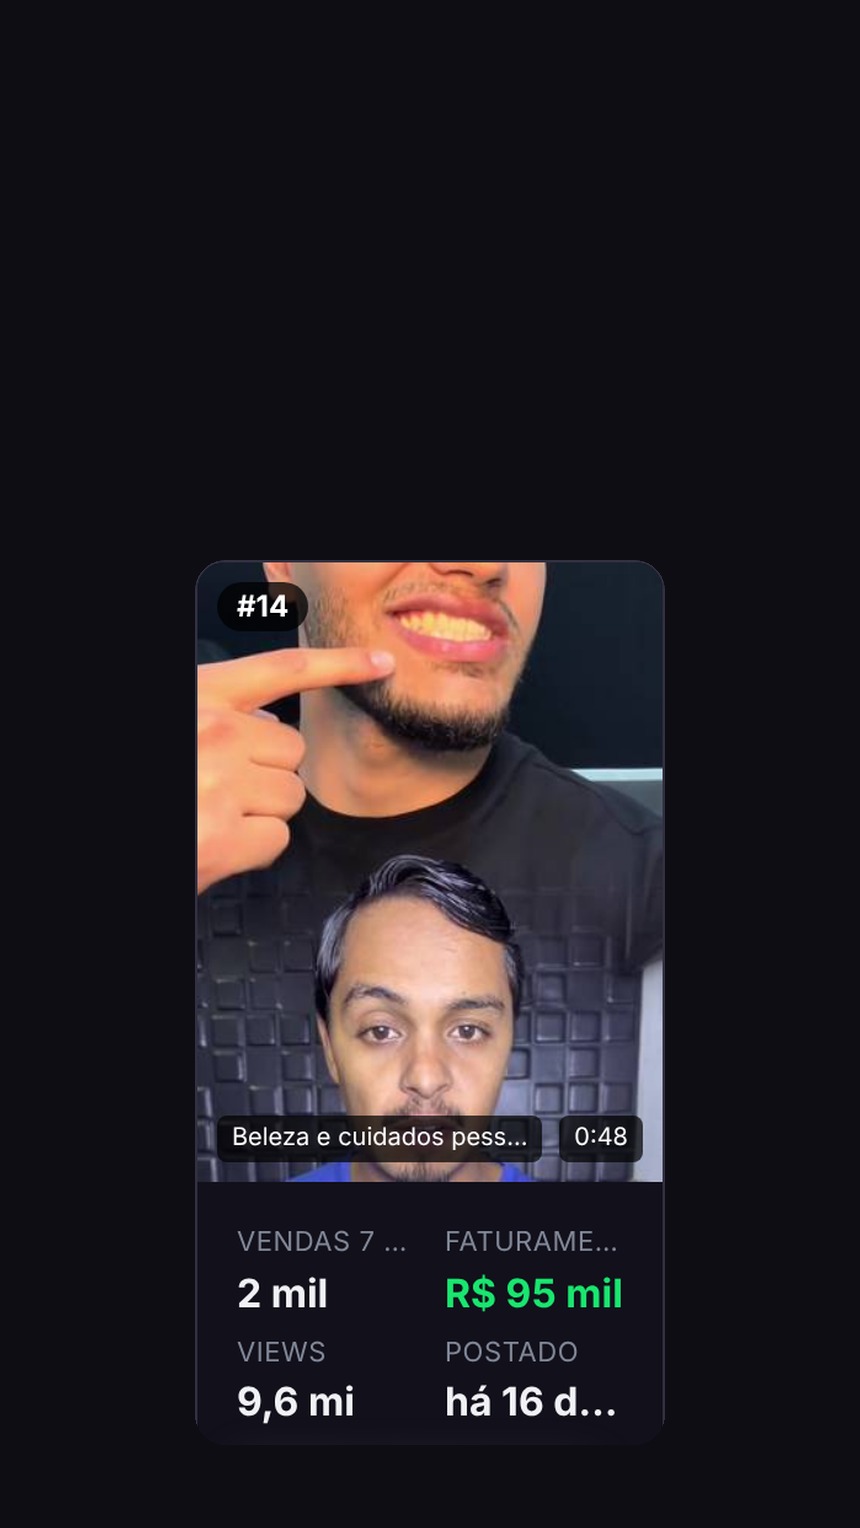 #14
Beleza e cuidados pess... 0:48
VENDAS 7 ... FATURAME...
2 mil R$ 95 mil
VIEWS POSTADO
9,6 mi há 16 d...